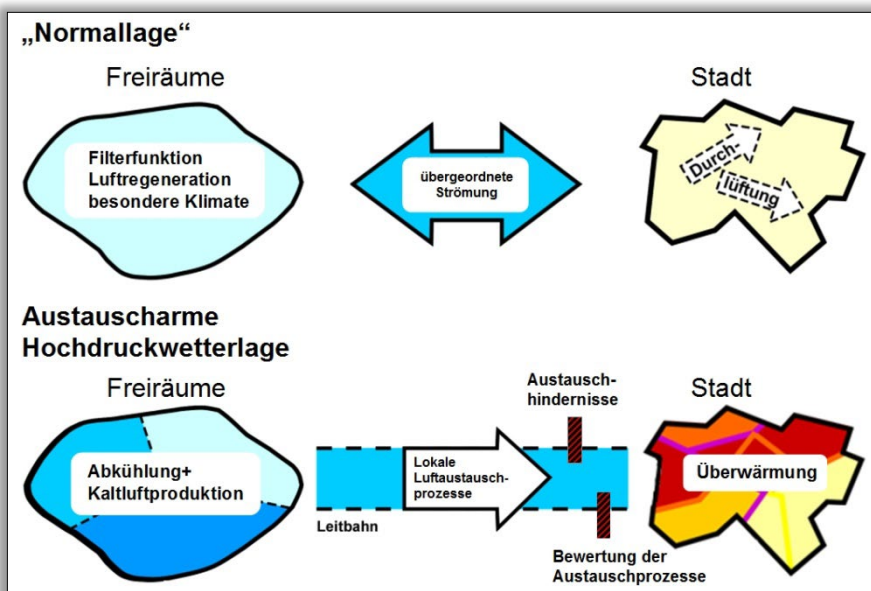 „Normallage“
Freiräume
Stadt
Filterfunktion
Luftregeneration
besondere Klimate
übergeordnete
Strömung
Durch-
lüftung
Austauscharme
Hochdruckwetterlage
Freiräume
Austausch-
hindernisse
Stadt
Abkühlung+
Kaltluftproduktion
Lokale
Luftaustausch-
prozesse
Überwärmung
Leitbahn
Bewertung der
Austauschprozesse